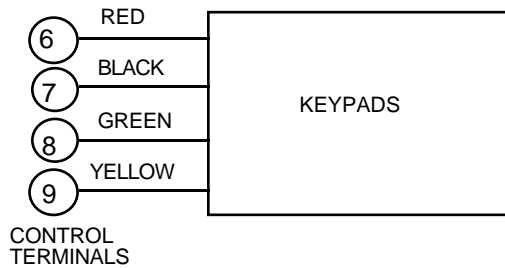 6 RED
7 BLACK
KEYPADS
8 GREEN
9 YELLOW
CONTROL
TERMINALS